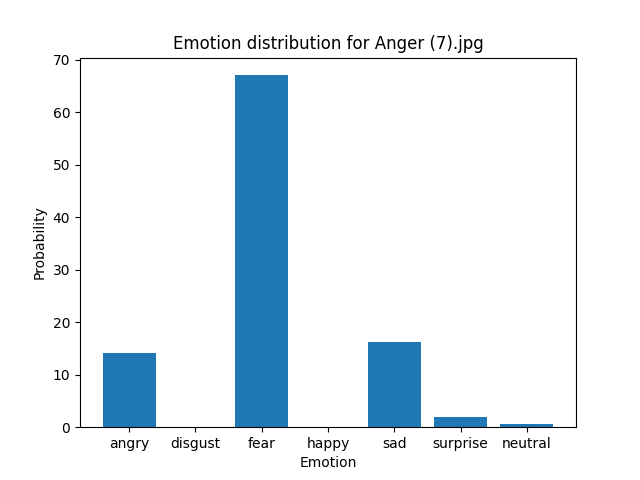 Emotion distribution for Anger (7).jpg
70
60
50
40
30
20
10
0
Probability
angry disgust fear happy sad surprise neutral
Emotion